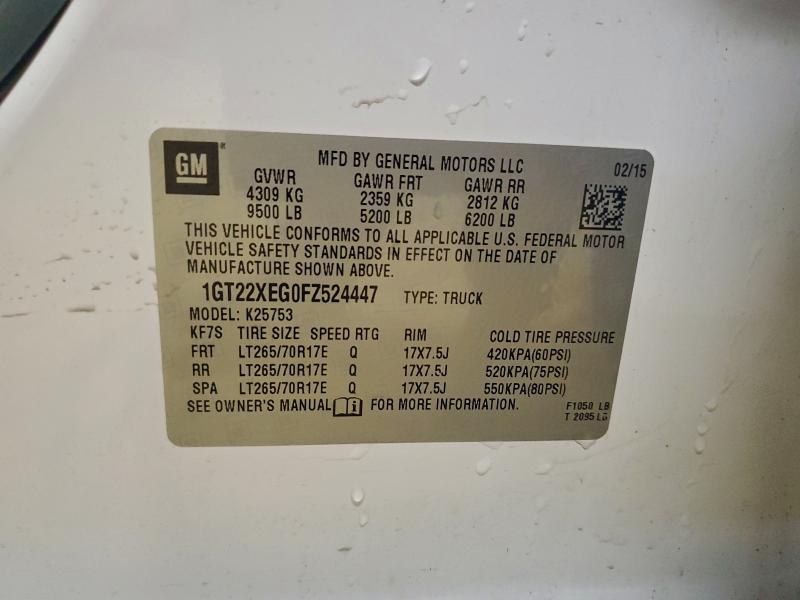 GM
MFD BY GENERAL MOTORS LLC
02/15
GVWR GAWR FRT GAWR RR
4309 KG 2359 KG 2812 KG
9500 LB 5200 LB 6200 LB
THIS VEHICLE CONFORMS TO ALL APPLICABLE U.S. FEDERAL MOTOR
VEHICLE SAFETY STANDARDS IN EFFECT ON THE DATE OF
MANUFACTURE SHOWN ABOVE.
1GT22XEG0FZ524447 TYPE: TRUCK
MODEL: K25753
KF7S TIRE SIZE SPEED RTG RIM COLD TIRE PRESSURE
FRT LT265/70R17E Q 17X7.5J 420KPA(60PSI)
RR LT265/70R17E Q 17X7.5J 520KPA(75PSI)
SPA LT265/70R17E Q 17X7.5J 550KPA(80PSI)
SEE OWNER'S MANUAL i FOR MORE INFORMATION.
F1050 LB
T 2095 LB